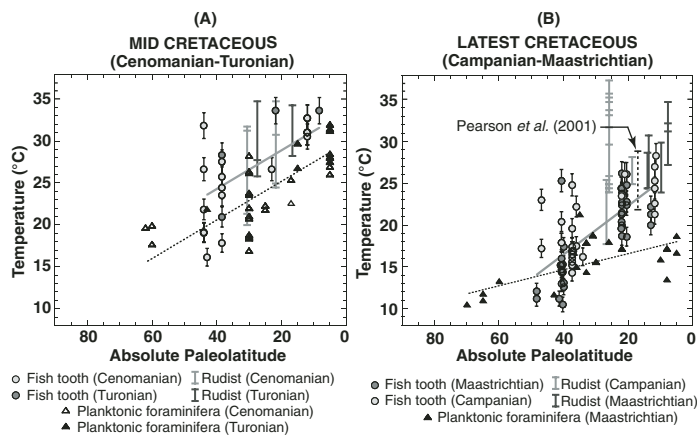 (A)
MID CRETACEOUS
(Cenomanian-Turonian)
35
30
25
20
15
10
Temperature (°C)
80 60 40 20 0
Absolute Paleolatitude
Fish tooth (Cenomanian) Rudist (Cenomanian)
Fish tooth (Turonian) Rudist (Turonian)
Planktonic foraminifera (Cenomanian)
Planktonic foraminifera (Turonian)
(B)
LATEST CRETACEOUS
(Campanian-Maastrichtian)
Pearson et al. (2001)
35
30
25
20
15
10
Temperature (°C)
80 60 40 20 0
Absolute Paleolatitude
Fish tooth (Maastrichtian) Rudist (Campanian)
Fish tooth (Campanian) Rudist (Maastrichtian)
Planktonic foraminifera (Maastrichtian)